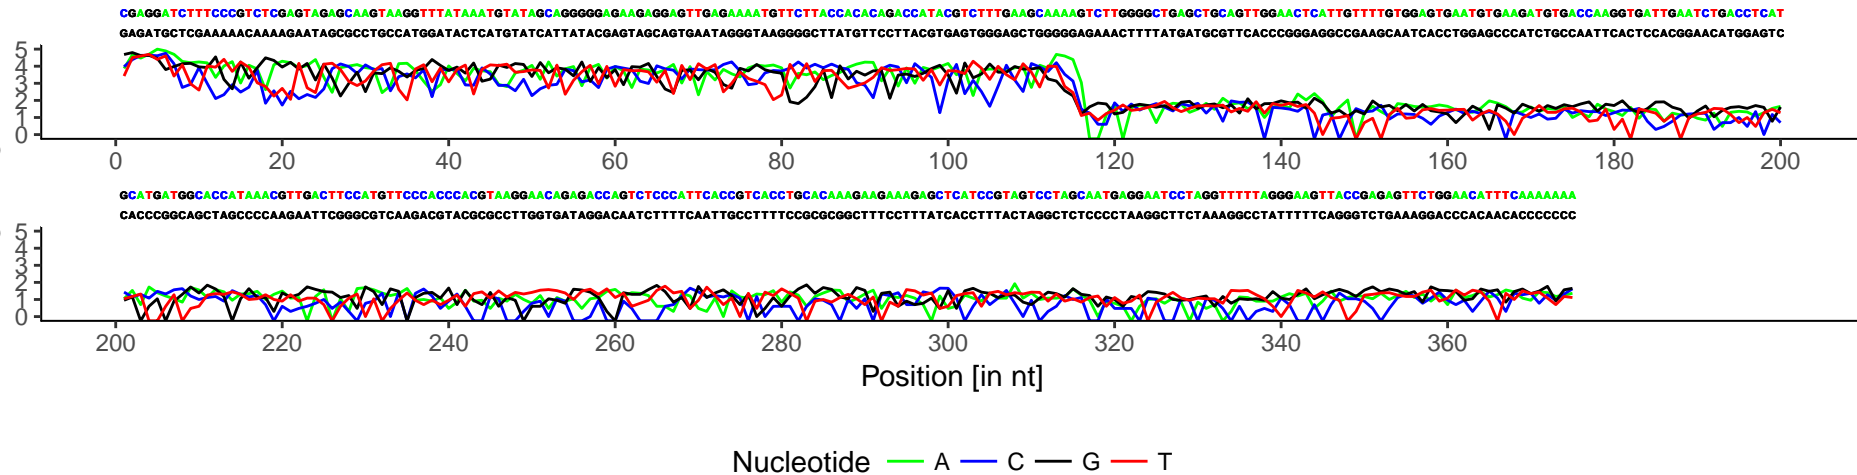 CGAGGATCTTTCCCGTCTCGAGTAGAGCAAGTAAGGTTTATAAATGTATAGCAGGGGGAGAAGAGGAGTTGAGAAAATGTTCTTACCACACAGACCATACGTCTTTGAAGCAAAAGTCTTGGGGCTGAGCTGCAGTTGGAACTCATTGTTTTGTGGAGTGAATGTGAAGATGTGACCAAGGTGATTGAATCTGACCTCAT
GAGATGCTCGAAAAACAAAAGAATAGCGCCTGCCATGGATACTCATGTATCATTATACGAGTAGCAGTGAATAGGGTAAGGGGCTTATGTTCCTTACGTGAGTGGGAGCTGGGGGAGAAACTTTTATGATGCGTTCACCCGGGAGGCCGAAGCAATCACCTGGAGCCCATCTGCCAATTCACTCCACGGAACATGGAGTC
5
4
3
2
1
0
0 20 40 60 80 100 120 140 160 180 200
GCATGATGGCACCATAAACGTTGACTTCCATGTTCCCACCCACGTAAGGAACAGAGACCAGTCTCCCATTCACCGTCACCTGCACAAAGAAGAAAGAGCTCATCCGTAGTCCTAGCAATGAGGAATCCTAGGTTTTTAGGGAAGTTACCGAGAGTTCTGGAACATTTCAAAAAAA
CACCCGGCAGCTAGCCCCAAGAATTCGGGCGTCAAGACGTACGCGCCTTGGTGATAGGACAATCTTTTCAATTGCCTTTTCCGCGCGGCTTTCCTTTATCACCTTTACTAGGCTCTCCCCTAAGGCTTCTAAAGGCCTATTTTTCAGGGTCTGAAAGGACCCACAACACCCCCCC
5
4
3
2
1
0
200 220 240 260 280 300 320 340 360
Position [in nt]
Nucleotide A C G T